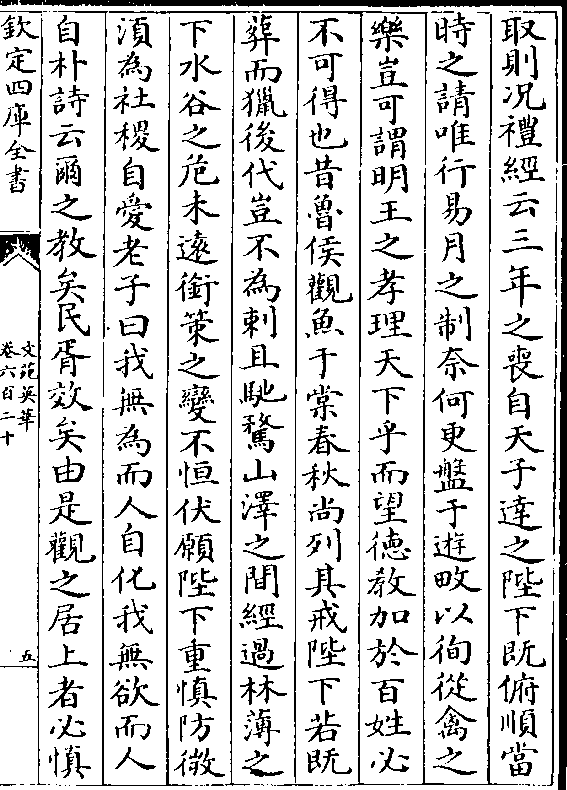 取則况禮經云三年之喪自天子達之陛下既俯順當
時之請唯行易月之制奈何更盤于遊畋以徇從禽之
樂豈可謂明王之孝理天下乎而望徳教加於百姓必
不可得也昔魯侯觀魚于棠春秋尚列其戒陛下若既
葬而獵後代豈不為刺且馳騖山澤之間經過林薄之
下水谷之危未遠銜策之變不恒伏願陛下重慎防微
湏為社稷自愛老子曰我無為而人自化我無欲而人
自朴詩云爾之教矣民胥效矣由是觀之居上者必慎
欽定四庫全書
文苑英華
卷六百二十
五